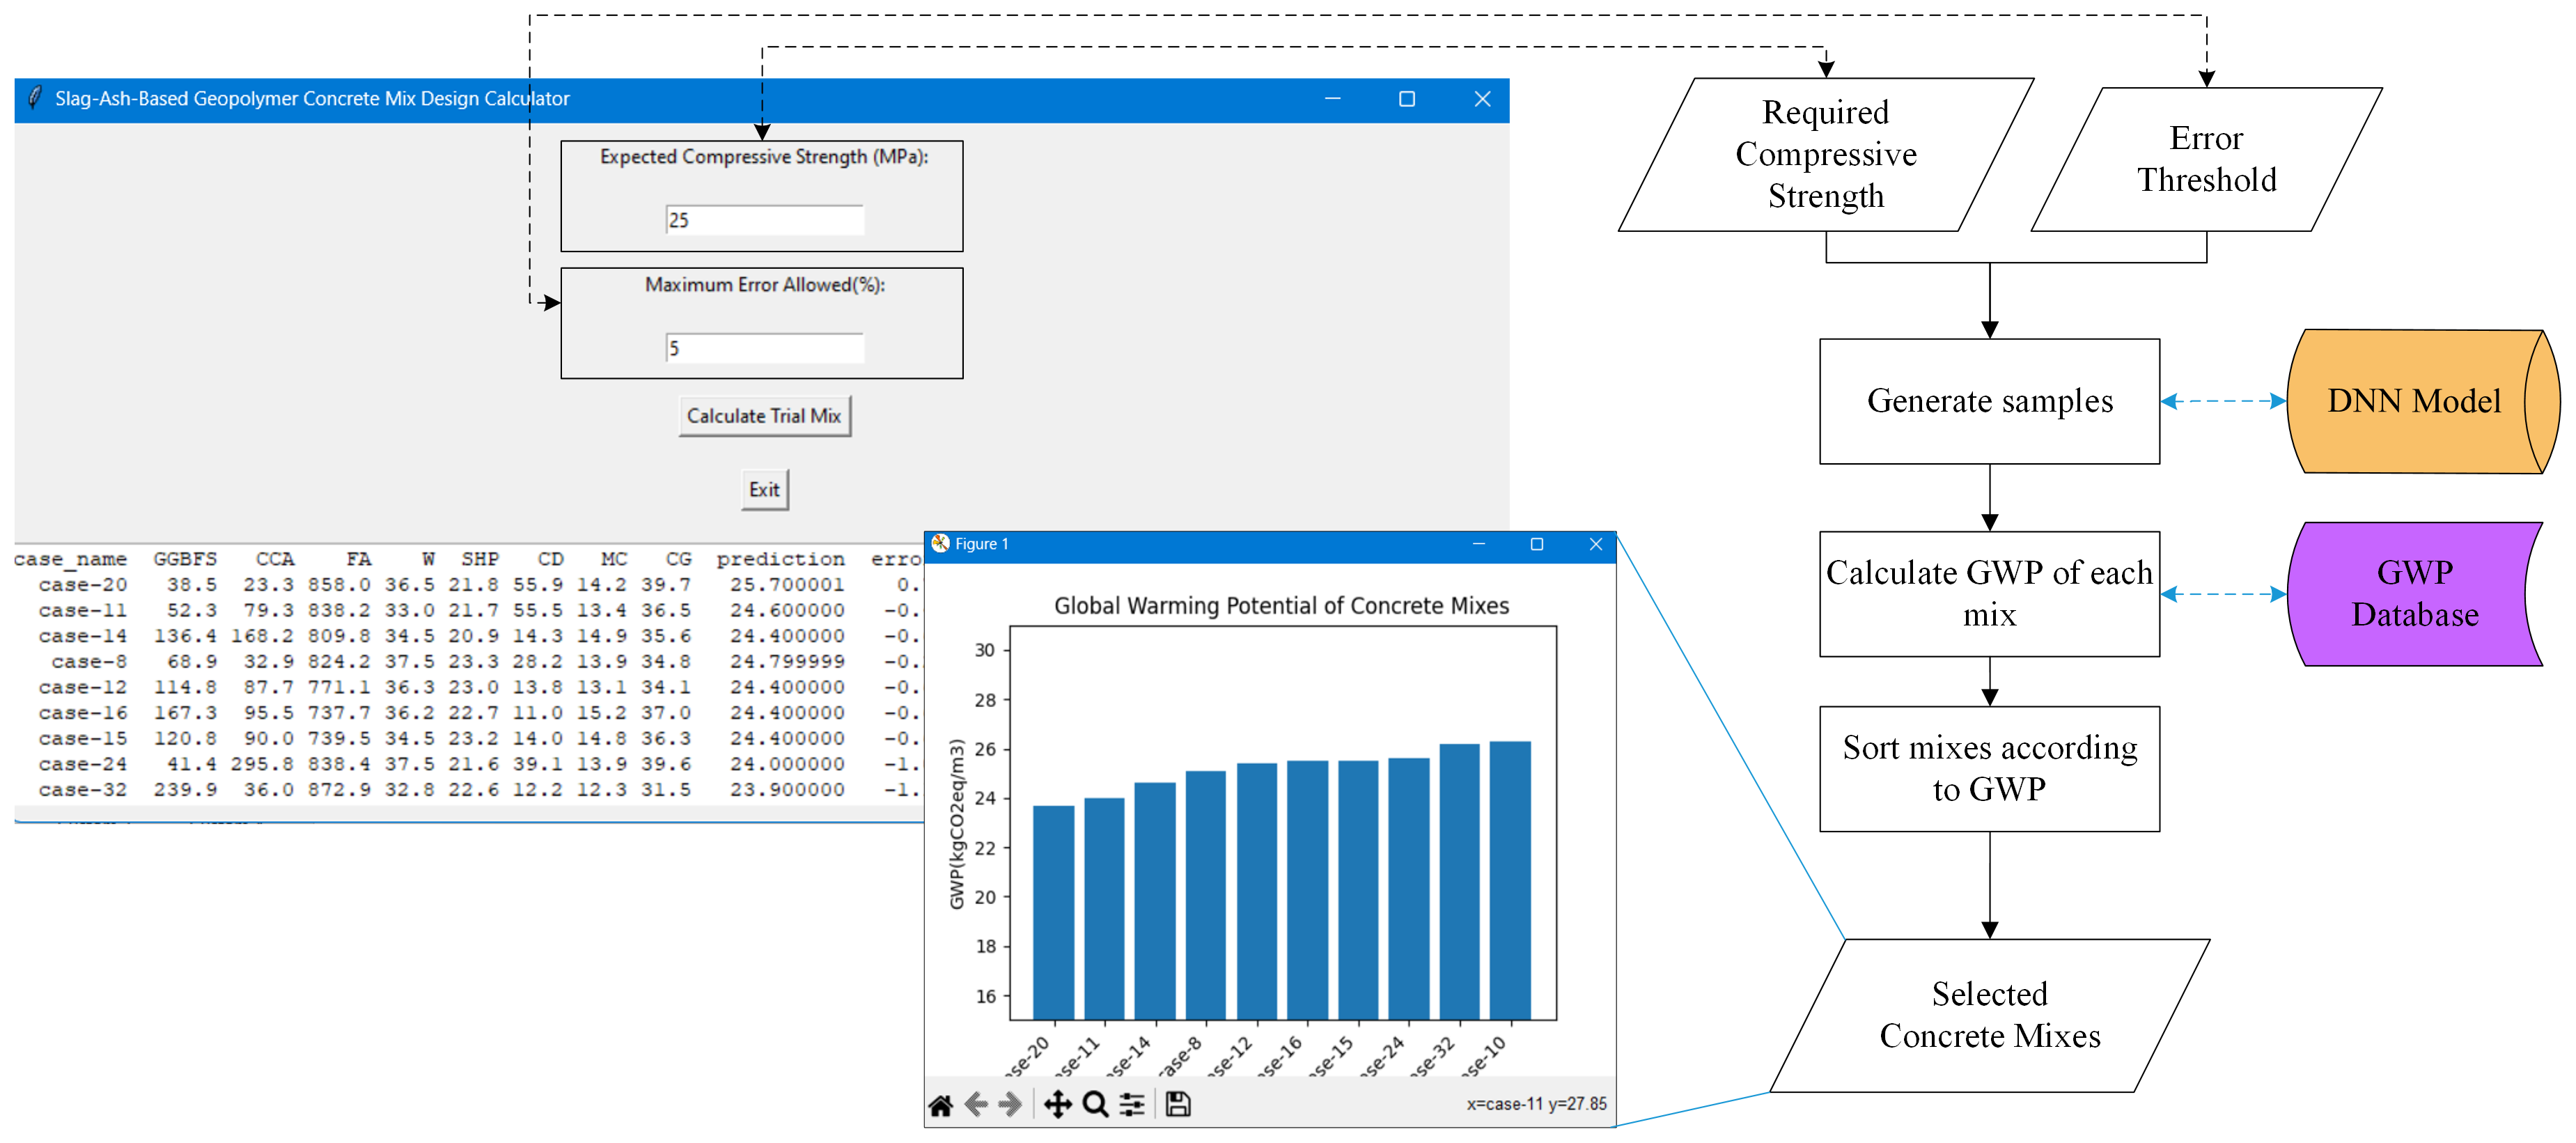 Slag-Ash-Based Geopolymer Concrete Mix Design Calculator
Expected Compressive Strength (MPa):
25
Maximum Error Allowed(%):
5
Calculate Trial Mix
Exit
case_name GGBFS CCA FA W SHP CD MC CG prediction erro
case-20 38.5 23.3 858.0 36.5 21.8 55.9 14.2 39.7 25.700001 0.
case-11 52.3 79.3 838.2 33.0 21.7 55.5 13.4 36.5 24.600000 -0.
case-14 136.4 168.2 809.8 34.5 20.9 14.3 14.9 35.6 24.400000 -0.
case-8 68.9 32.9 824.2 37.5 23.3 28.2 13.9 34.8 24.799999 -0.
case-12 114.8 87.7 771.1 36.3 23.0 13.8 13.1 34.1 24.400000 -0.
case-16 167.3 95.5 737.7 36.2 22.7 11.0 15.2 37.0 24.400000 -0.
case-15 120.8 90.0 739.5 34.5 23.2 14.0 14.8 36.3 24.400000 -0.
case-24 41.4 295.8 838.4 37.5 21.6 39.1 13.9 39.6 24.000000 -1.
case-32 239.9 36.0 872.9 32.8 22.6 12.2 12.3 31.5 23.900000 -1.
Figure 1
Global Warming Potential of Concrete Mixes
GWP(kgCO2eq/m3)
30
28
26
24
22
20
18
16
se-20
se-11
se-14
case-8
se-12
se-16
se-15
se-24
se-32
se-10
x=case-11 y=27.85
Required
Compressive
Strength
Error
Threshold
Generate samples
DNN Model
Calculate GWP of each
mix
GWP
Database
Sort mixes according
to GWP
Selected
Concrete Mixes